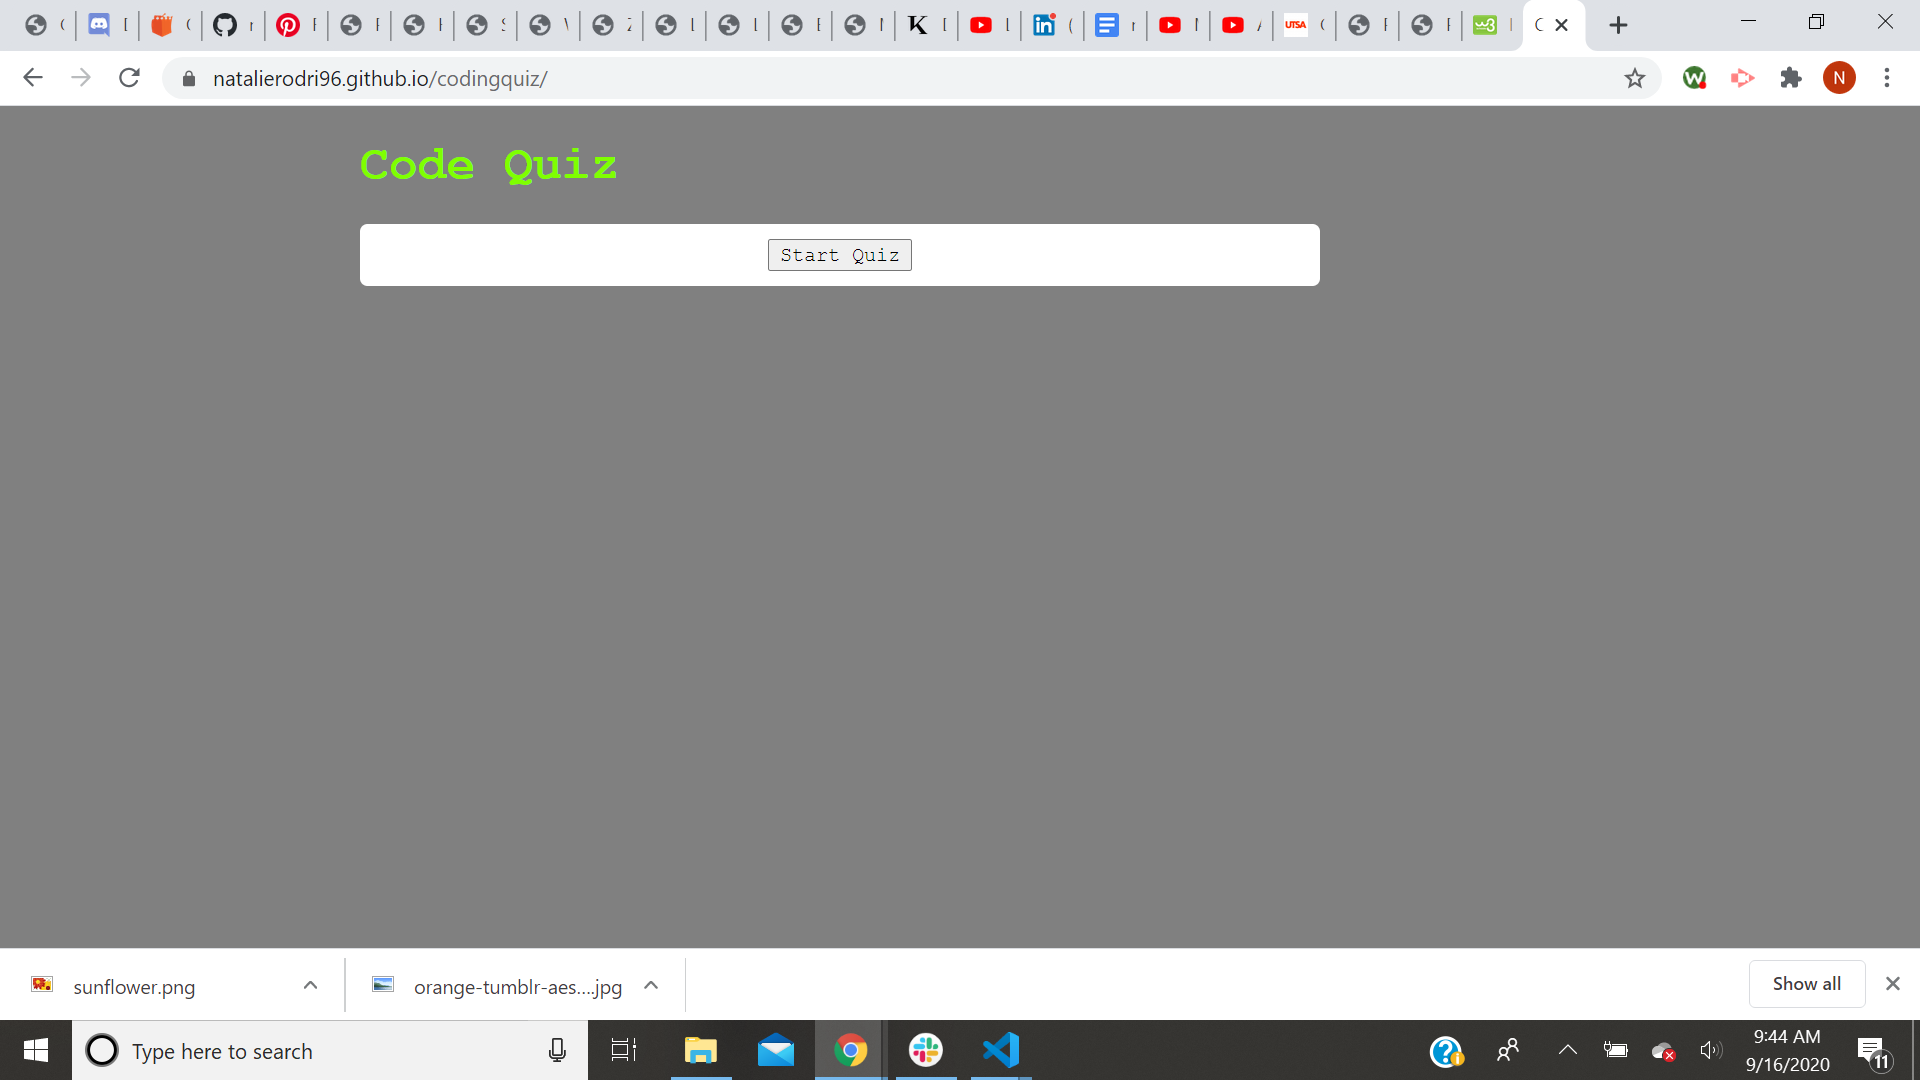 UTSA
natalierodri96.github.io/codingquiz/
N
Code Quiz
Start Quiz
sunflower.png
orange-tumblr-aes....jpg
Show all
Type here to search
9:44 AM
9/16/2020
11